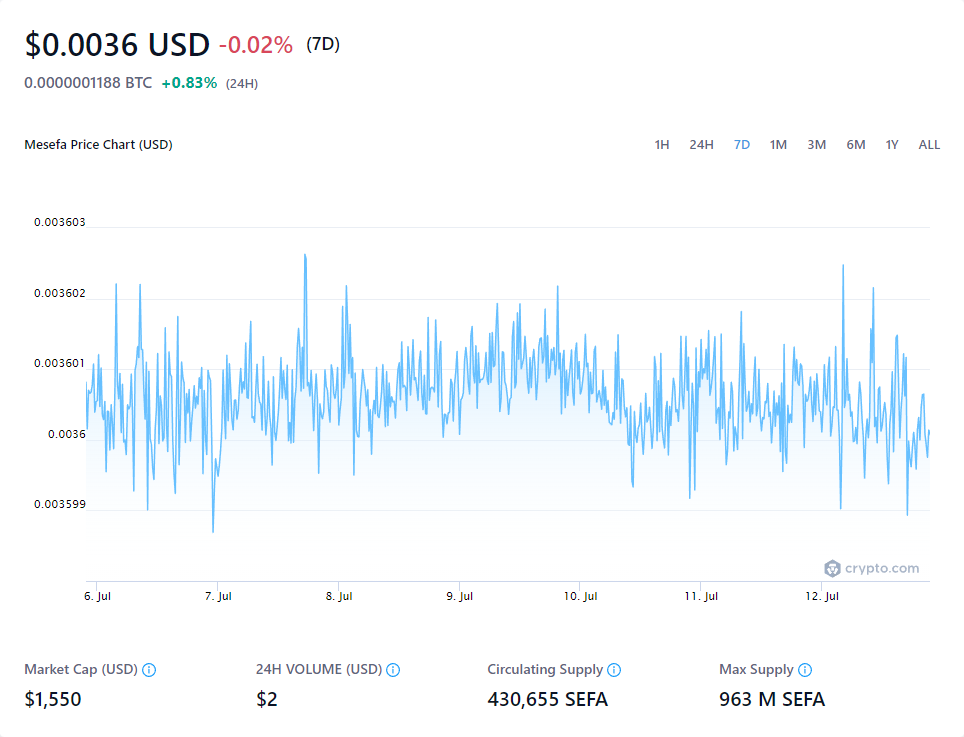 $0.0036 USD -0.02% (7D)
0.0000001188 BTC +0.83% (24H)
Mesefa Price Chart (USD) 1H 24H 7D 1M 3M 6M 1Y ALL
0.003603
0.003602
0.003601
0.0036
0.003599
crypto.com
6. Jul 7. Jul 8. Jul 9. Jul 10. Jul 11. Jul 12. Jul
Market Cap (USD) 24H VOLUME (USD) Circulating Supply Max Supply
$1,550 $2 430,655 SEFA 963 M SEFA